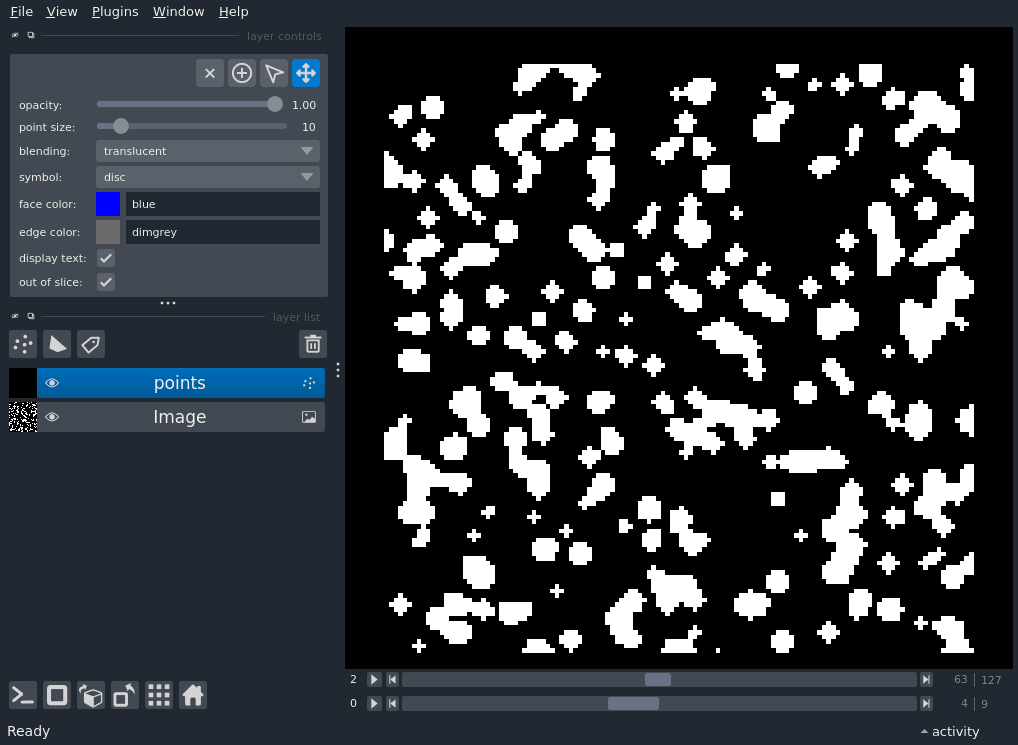 File View Plugins Window Help
layer controls
opacity: 1.00
point size: 10
blending: translucent
symbol: disc
face color: blue
edge color: dimgrey
display text:
out of slice:
layer list
points
Image
2 63 127
0 4 9
Ready activity